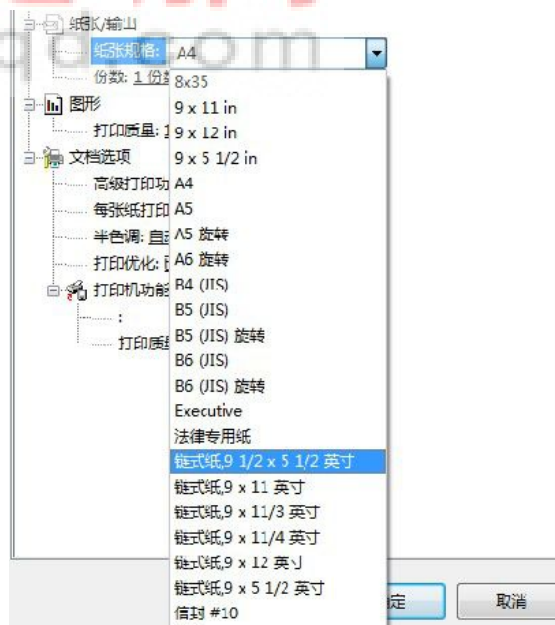 纸张/输出
纸张规格: A4
份数: 1 份
8x35
图形
9 x 11 in
打印质量:
9 x 12 in
文档选项
9 x 5 1/2 in
高级打印功
A4
每张纸打印
A5
半色调:
A5 旋转
打印优化:
A6 旋转
打印机功能
B4 (JIS)
:
B5 (JIS)
打印质
B5 (JIS) 旋转
B6 (JIS)
B6 (JIS) 旋转
Executive
法律专用纸
链式纸,9 1/2 x 5 1/2 英寸
链式纸,9 x 11 英寸
链式纸,9 x 11/3 英寸
链式纸,9 x 11/4 英寸
链式纸,9 x 12 英寸
链式纸,9 x 5 1/2 英寸
信封 #10
定
取消